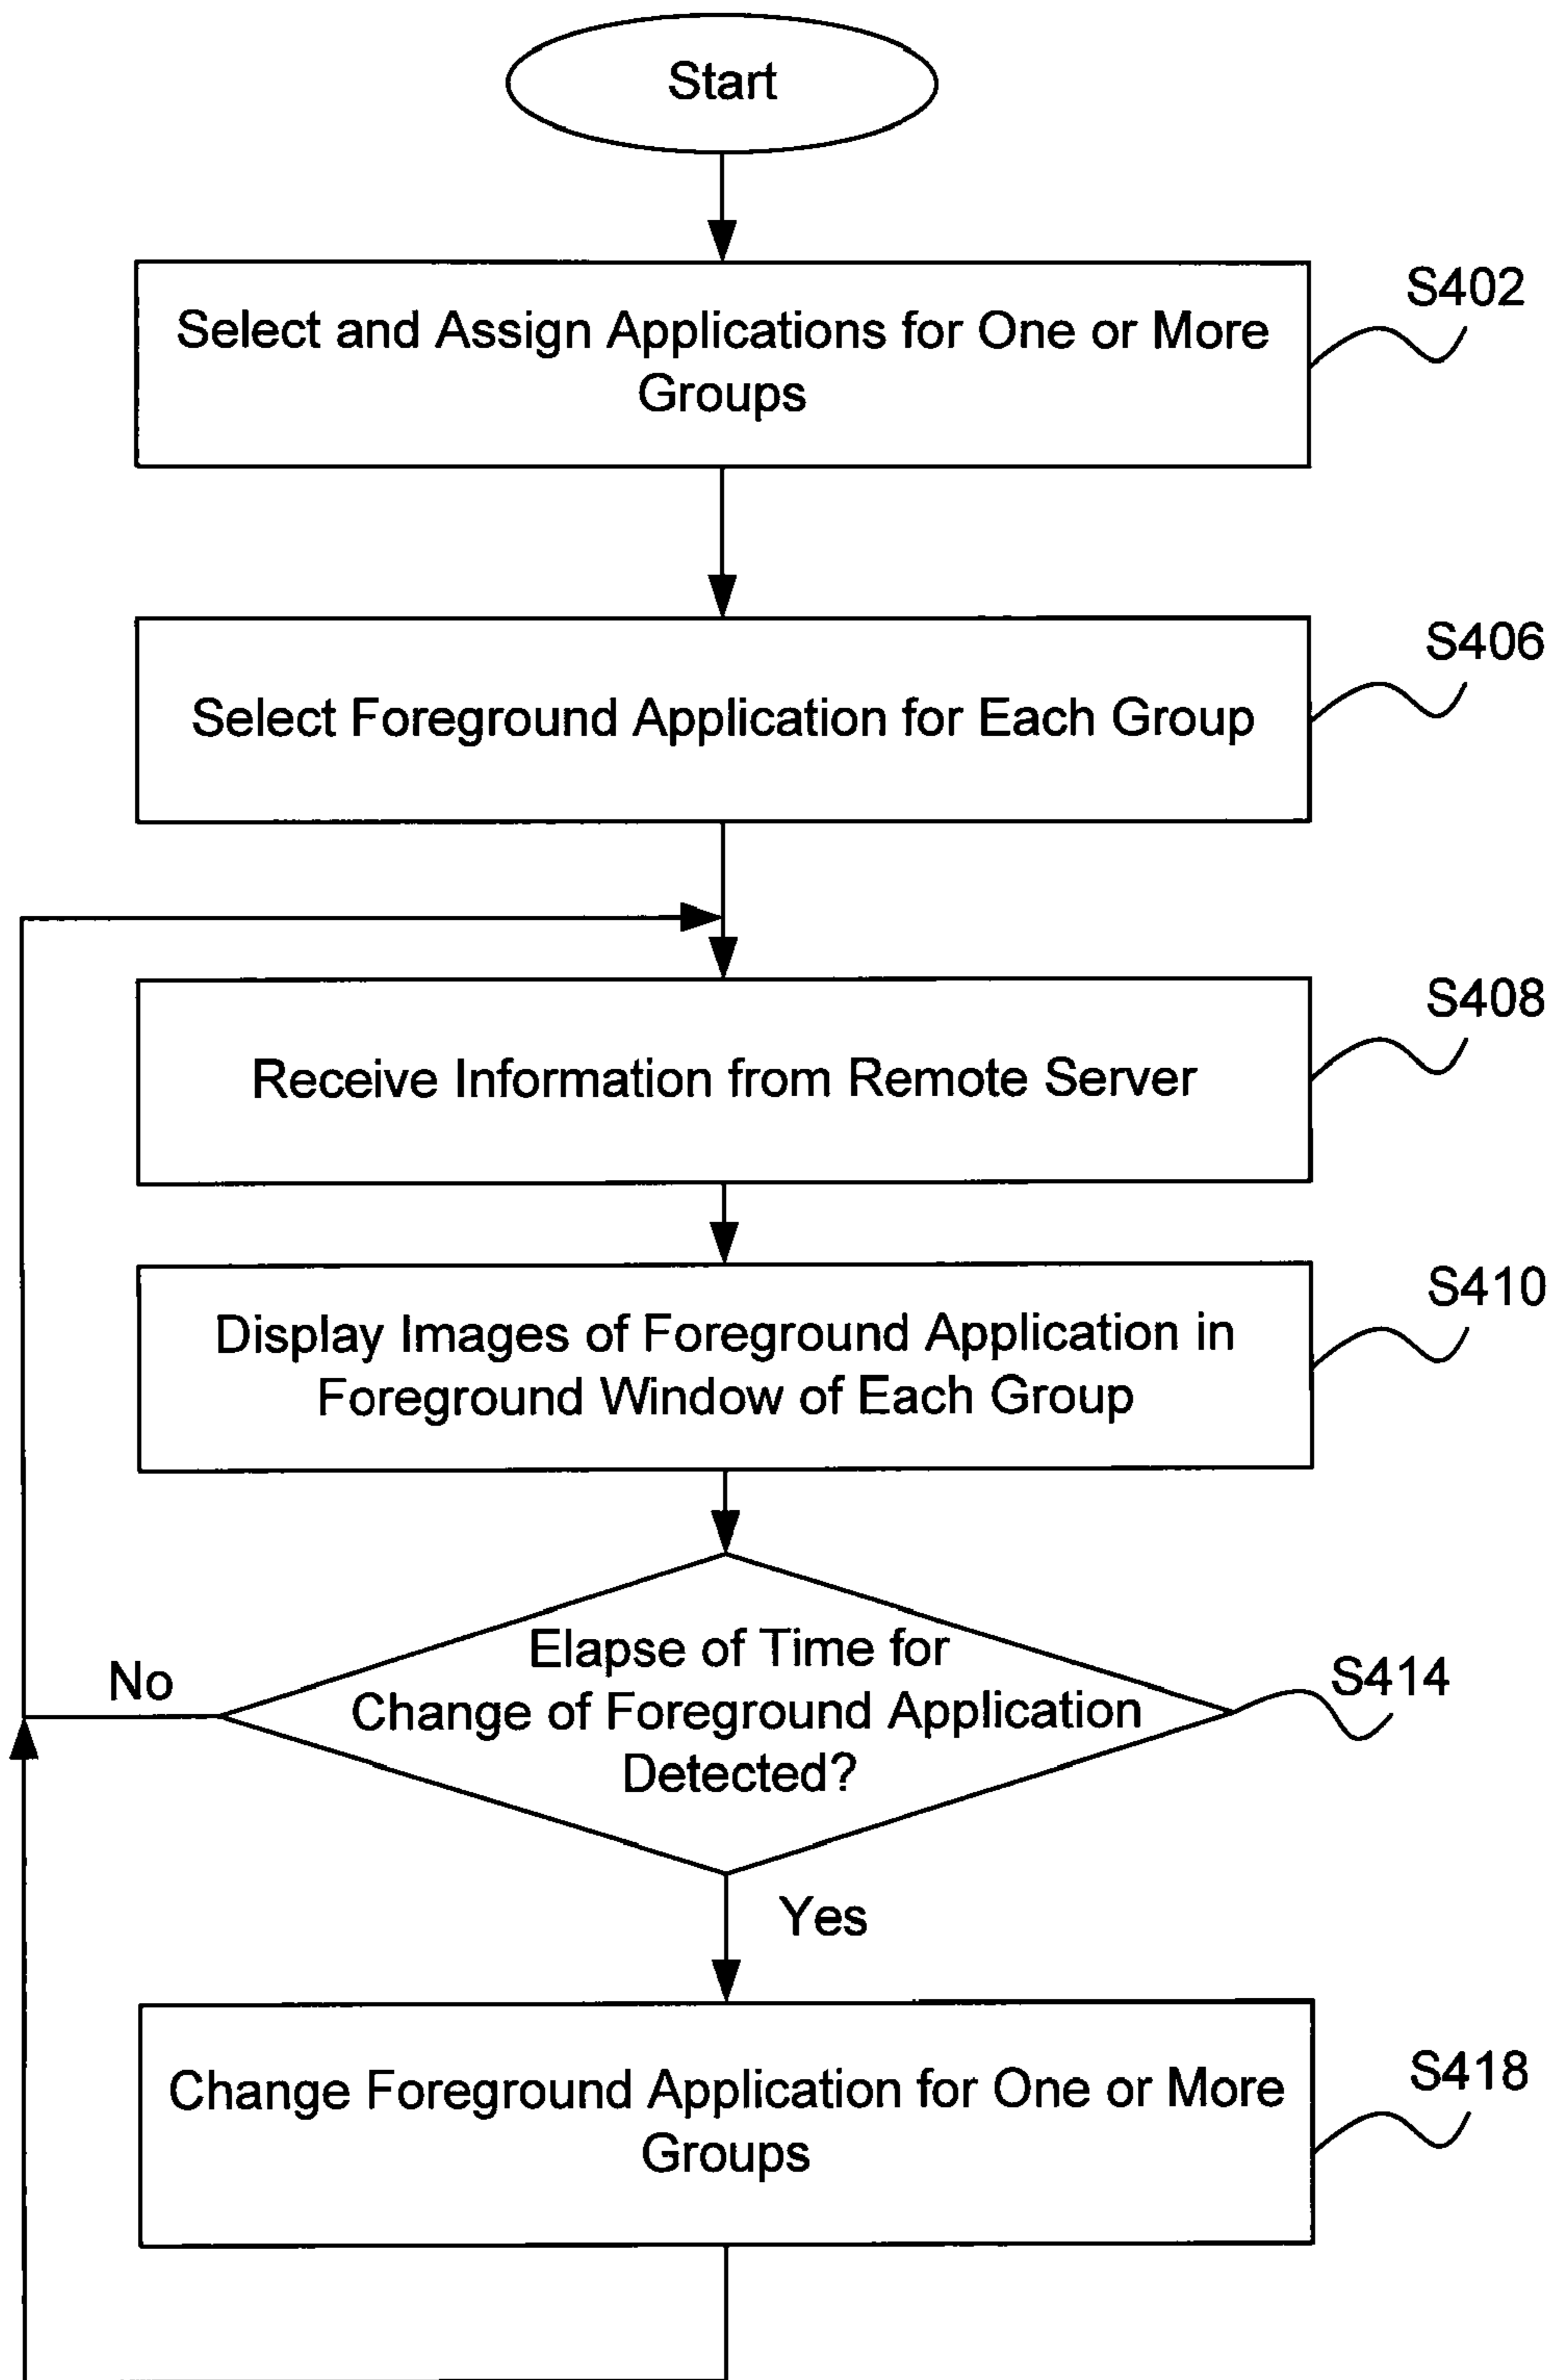 Start
Select and Assign Applications for One or More
Groups
S402
Select Foreground Application for Each Group
S406
Receive Information from Remote Server
S408
Display Images of Foreground Application in
Foreground Window of Each Group
S410
Elapse of Time for
Change of Foreground Application
Detected?
S414
No
Yes
Change Foreground Application for One or More
Groups
S418